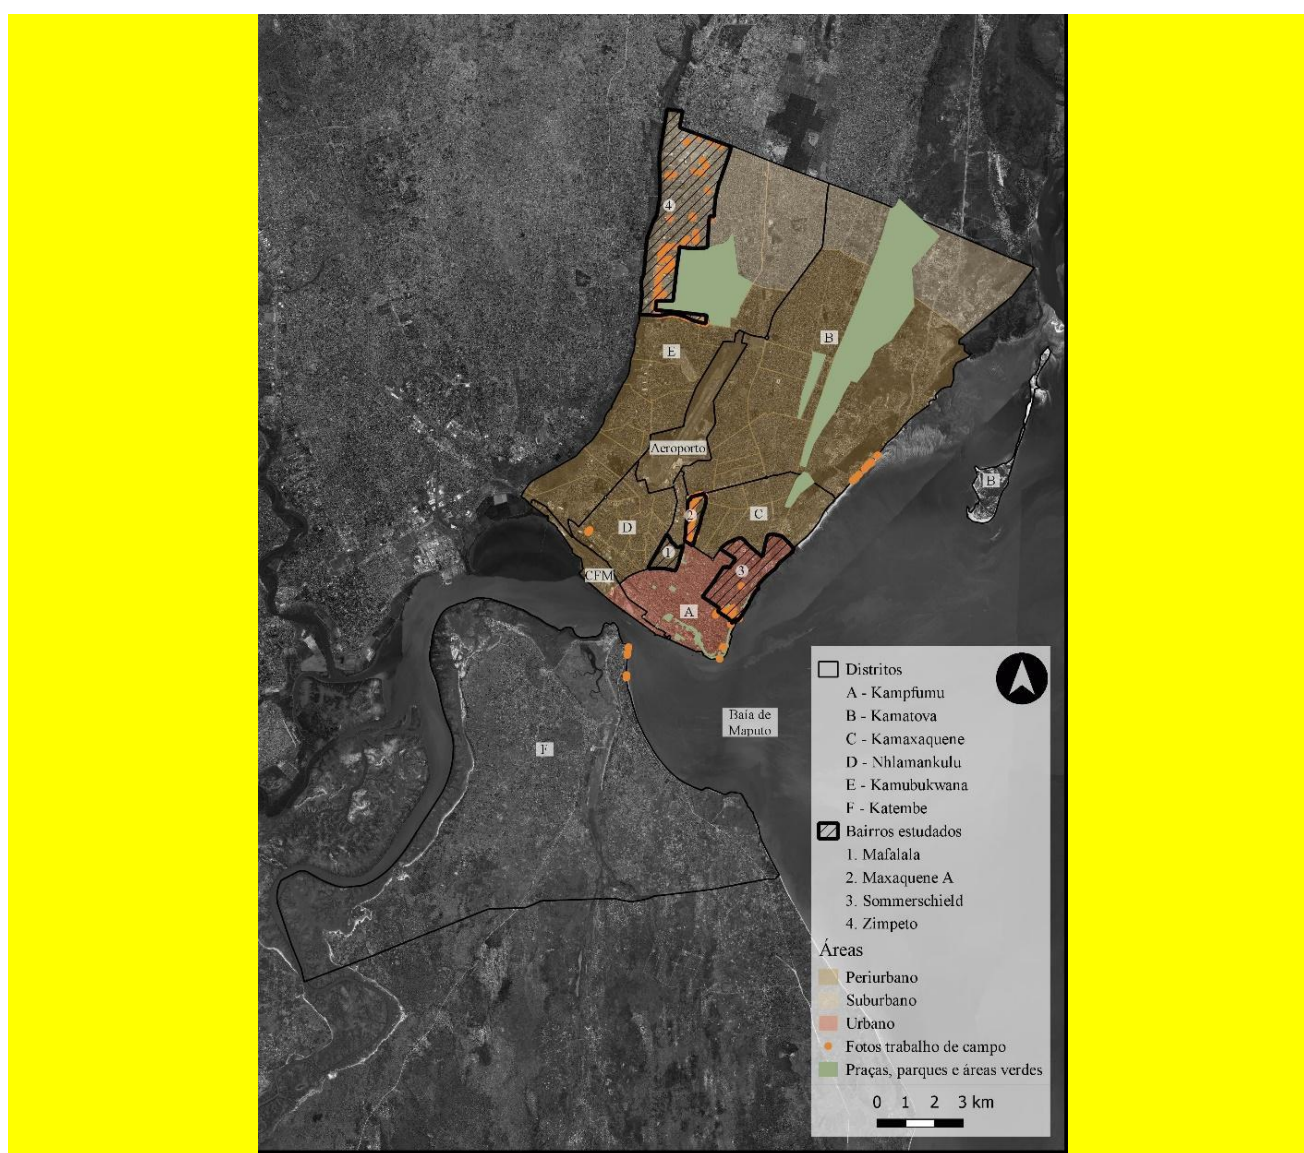 4
B
E
Aeroporto
B
2
C
D
1
3
CFM
A
Baía de
Maputo
F
Distritos
A - Kampfumu
B - Kamatova
C - Kamaxaquene
D - Nhlamankulu
E - Kamubukwana
F - Katembe
Bairros estudados
1. Mafalala
2. Maxaquene A
3. Sommerschield
4. Zimpeto
Áreas
Periurbano
Suburbano
Urbano
Fotos trabalho de campo
Praças, parques e áreas verdes
0 1 2 3 km